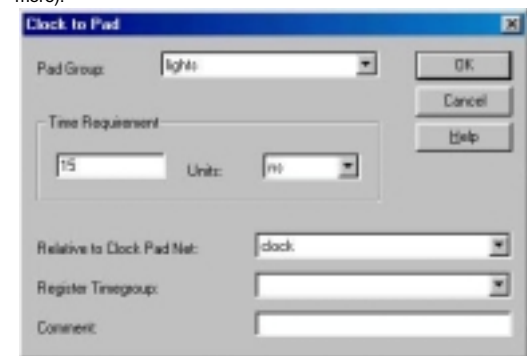 more).
Clock to Pad
Pad Group: lights OK
Cancel
Time Requirement Help
15 Units: ns
Relative to Clock Pad Net: clock
Register Timegroup:
Comment: